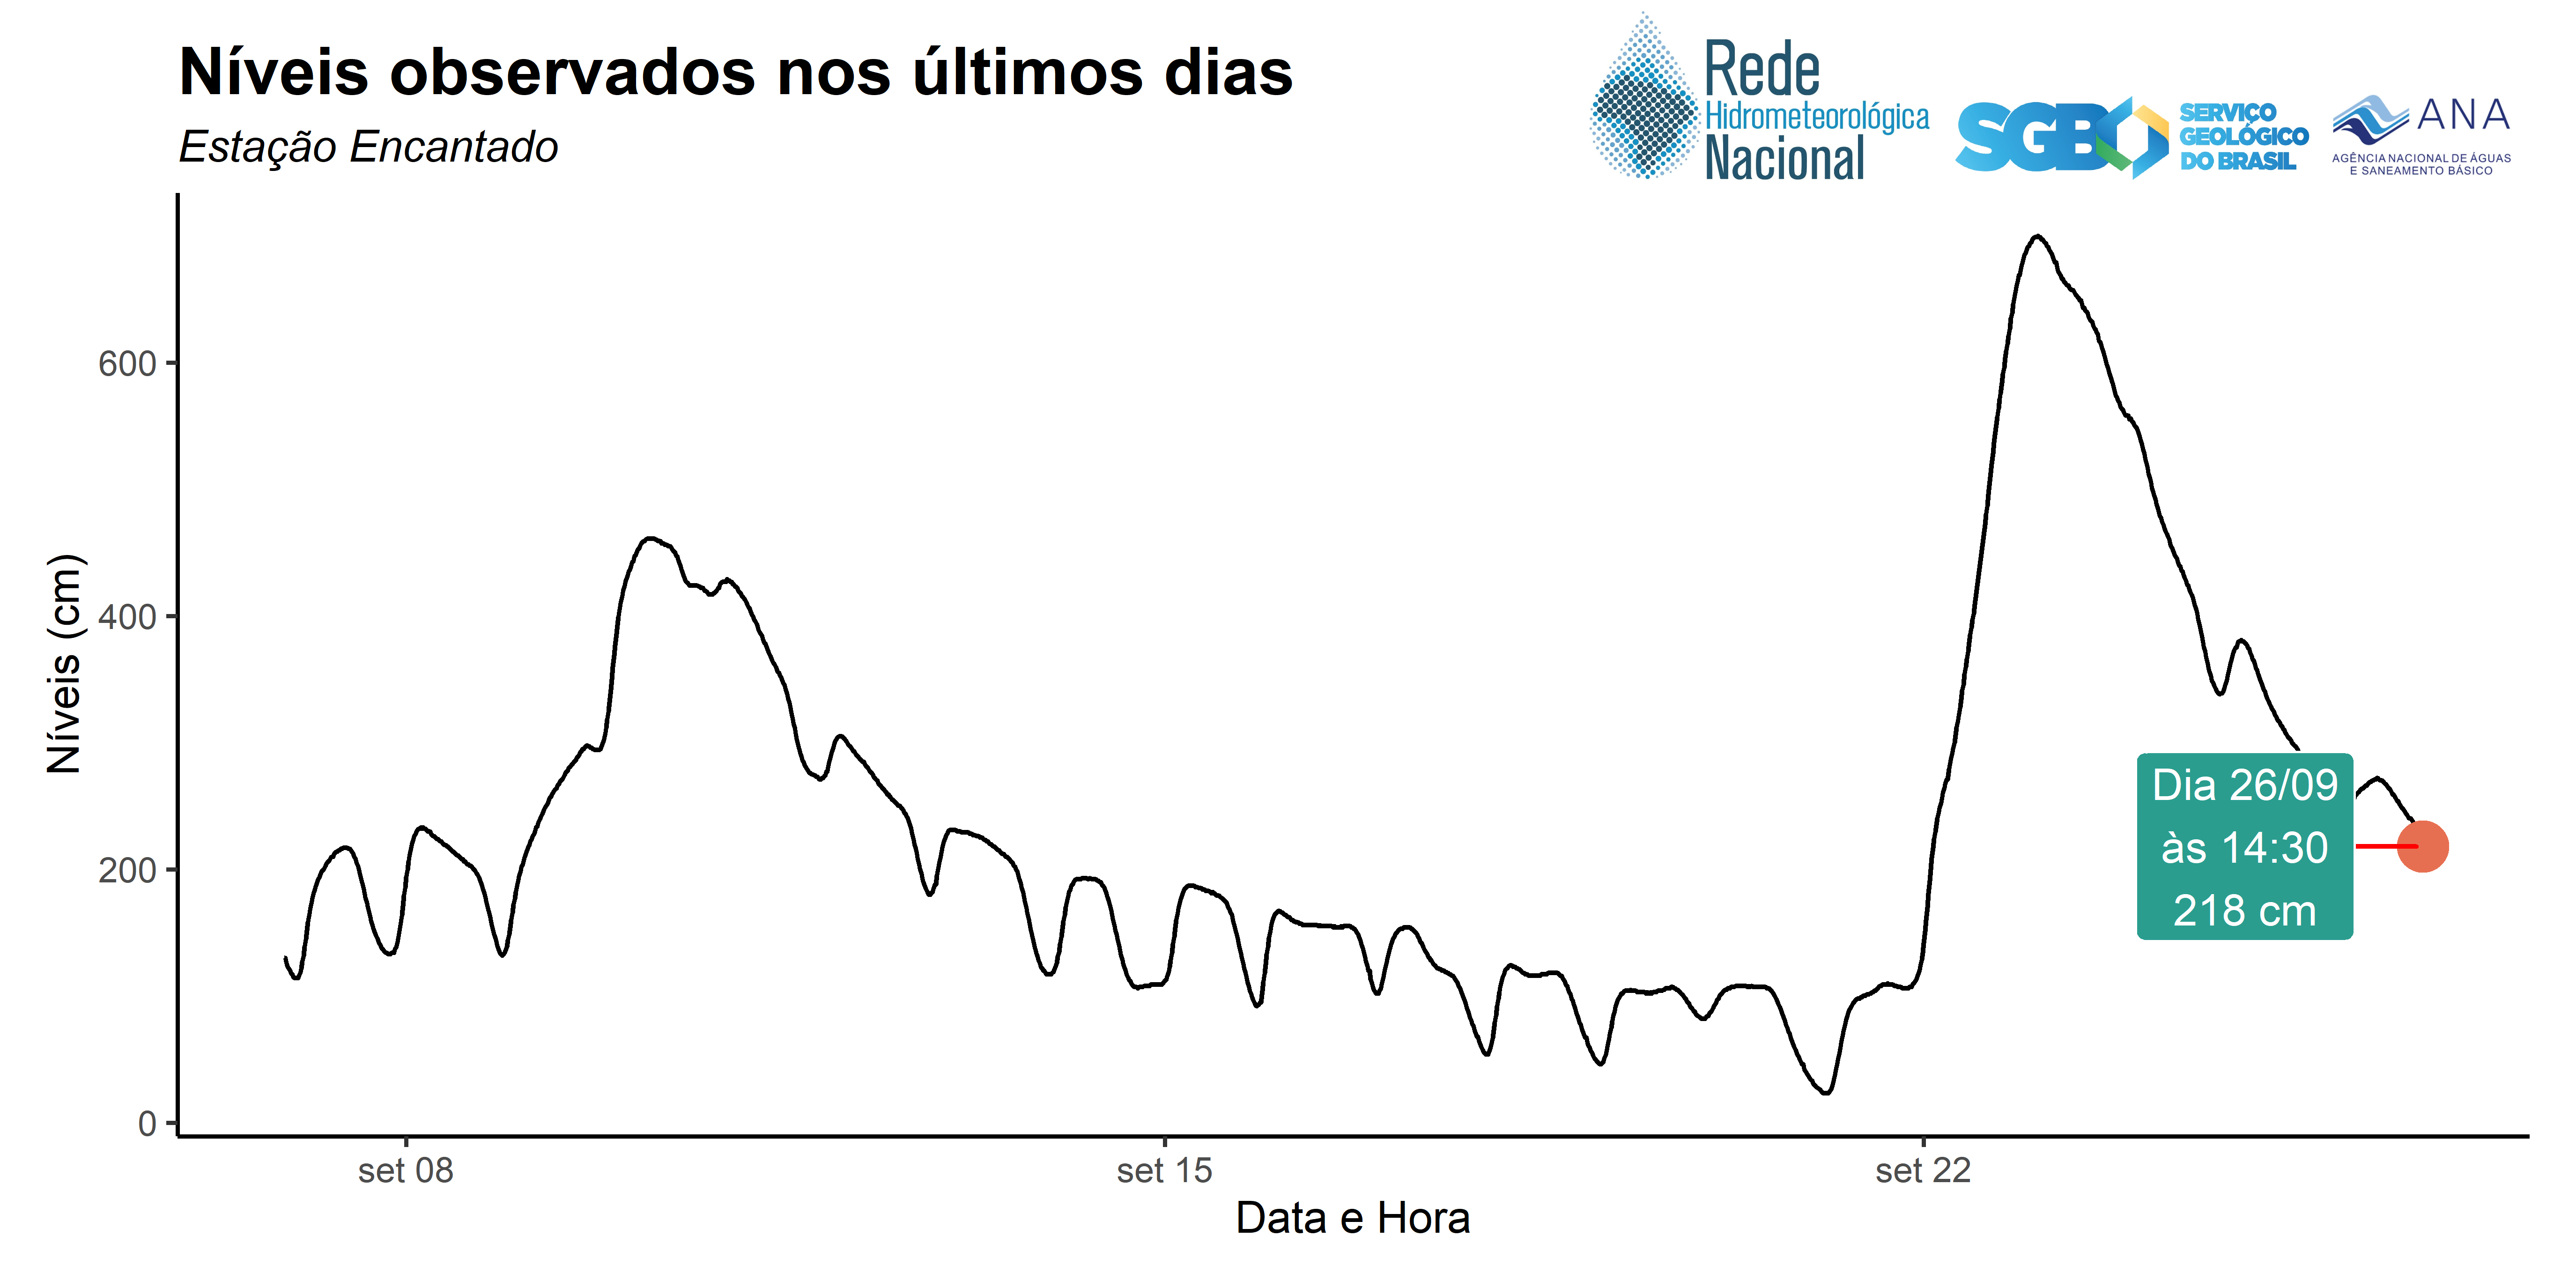 Níveis observados nos últimos dias
Estação Encantado
Rede
Hidrometeorológica
Nacional
SGB
SERVIÇO
GEOLÓGICO
DO BRASIL
ANA
AGÊNCIA NACIONAL DE ÁGUAS
E SANEAMENTO BÁSICO
Níveis (cm)
600
400
200
0
Dia 26/09
às 14:30
218 cm
set 08
set 15
set 22
Data e Hora